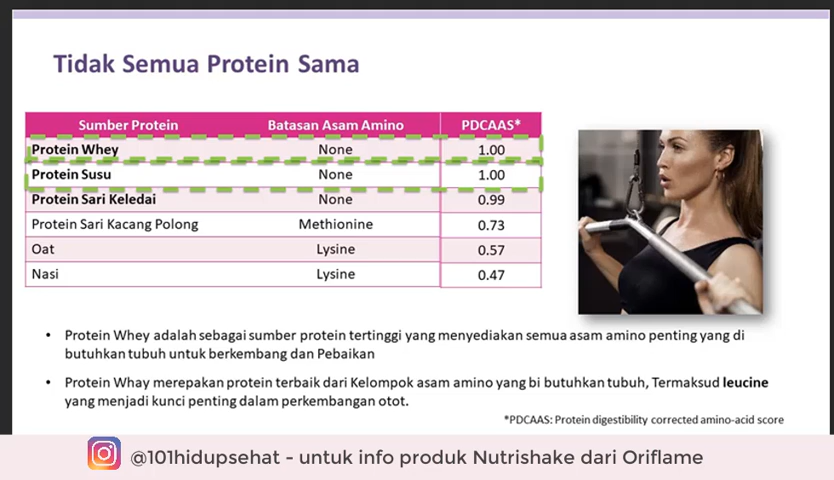 Tidak Semua Protein Sama
Sumber Protein Batasan Asam Amino PDCAAS*
Protein Whey None 1.00
Protein Susu None 1.00
Protein Sari Keledai None 0.99
Protein Sari Kacang Polong Methionine 0.73
Oat Lysine 0.57
Nasi Lysine 0.47
• Protein Whey adalah sebagai sumber protein tertinggi yang menyediakan semua asam amino penting yang di
butuhkan tubuh untuk berkembang dan Pebaikan
• Protein Whay merepakan protein terbaik dari Kelompok asam amino yang bi butuhkan tubuh, Termaksud leucine
yang menjadi kunci penting dalam perkembangan otot.
*PDCAAS: Protein digestibility corrected amino-acid score
@101hidupsehat - untuk info produk Nutrishake dari Oriflame